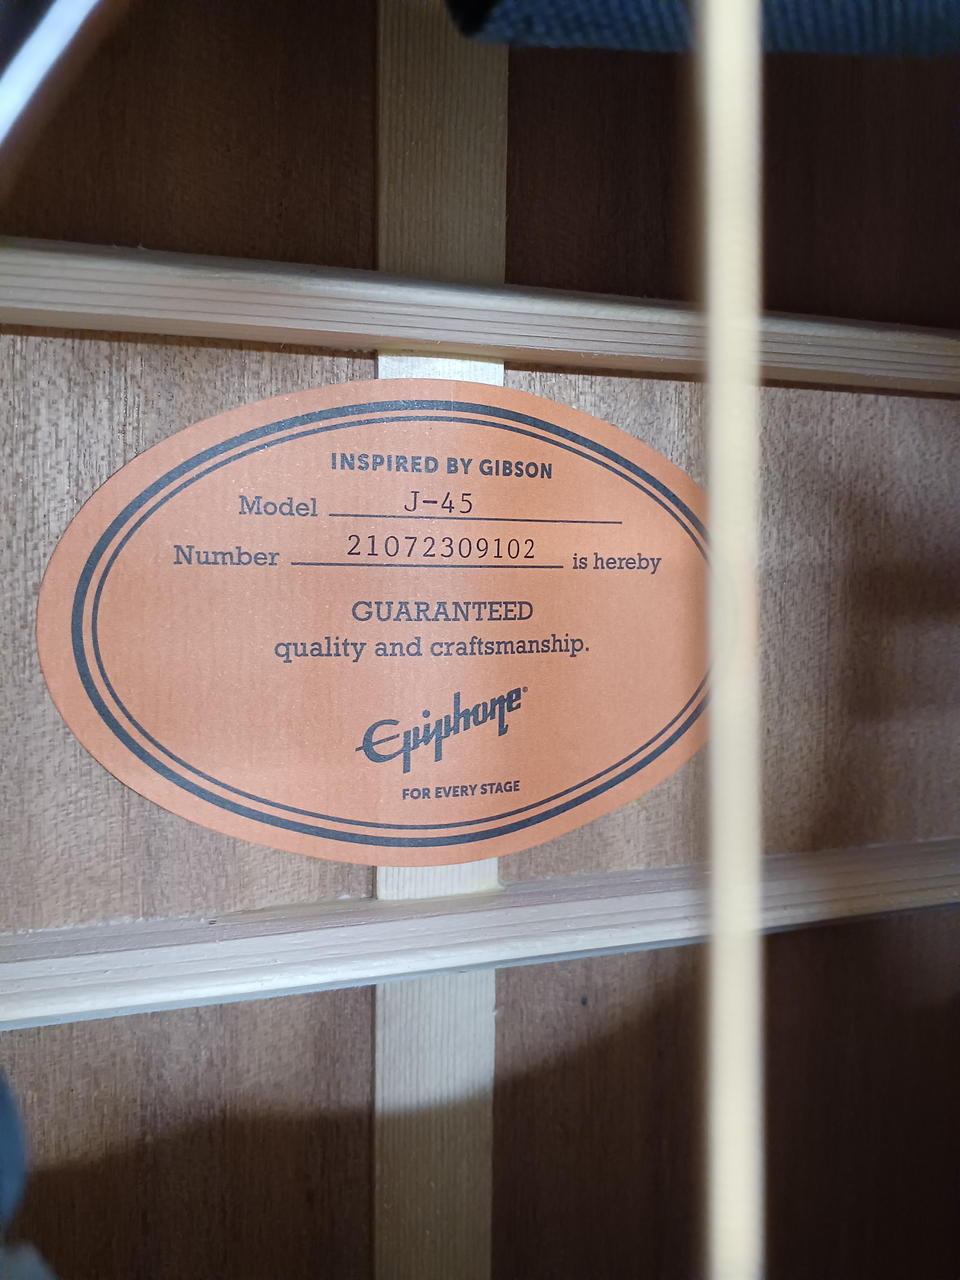 INSPIRED BY GIBSON
Model J-45
Number 21072309102 is hereby
GUARANTEED
quality and craftsmanship.
Epiphone®
FOR EVERY STAGE